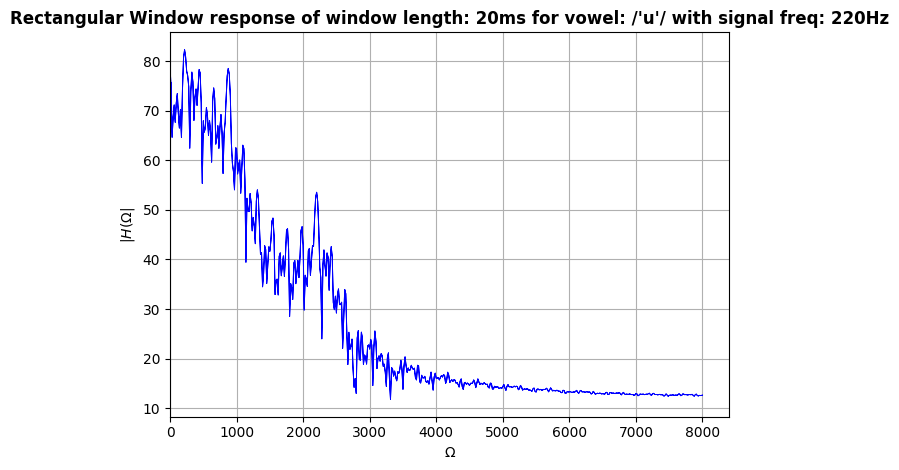 Rectangular Window response of window length: 20ms for vowel: /'u'/ with signal freq: 220Hz
80
70
60
50
40
30
20
10
|H(Ω|
0 1000 2000 3000 4000 5000 6000 7000 8000
Ω